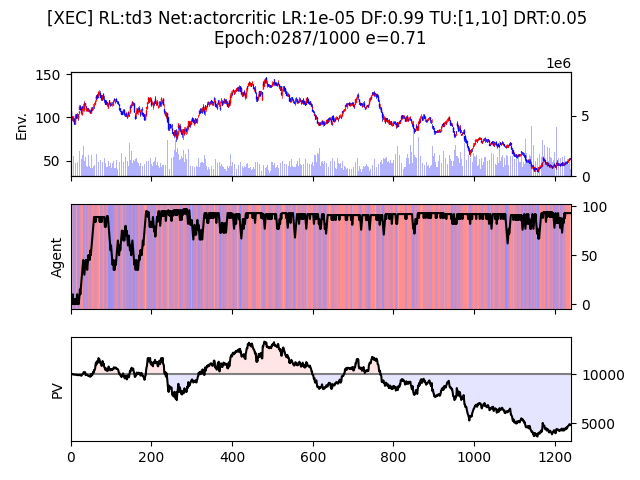 [XEC] RL:td3 Net:actorcritic LR:1e-05 DF:0.99 TU:[1,10] DRT:0.05
Epoch:0287/1000 e=0.71
1e6
150
100
50
Env.
5
0
Agent
100
50
0
PV
10000
5000
0 200 400 600 800 1000 1200